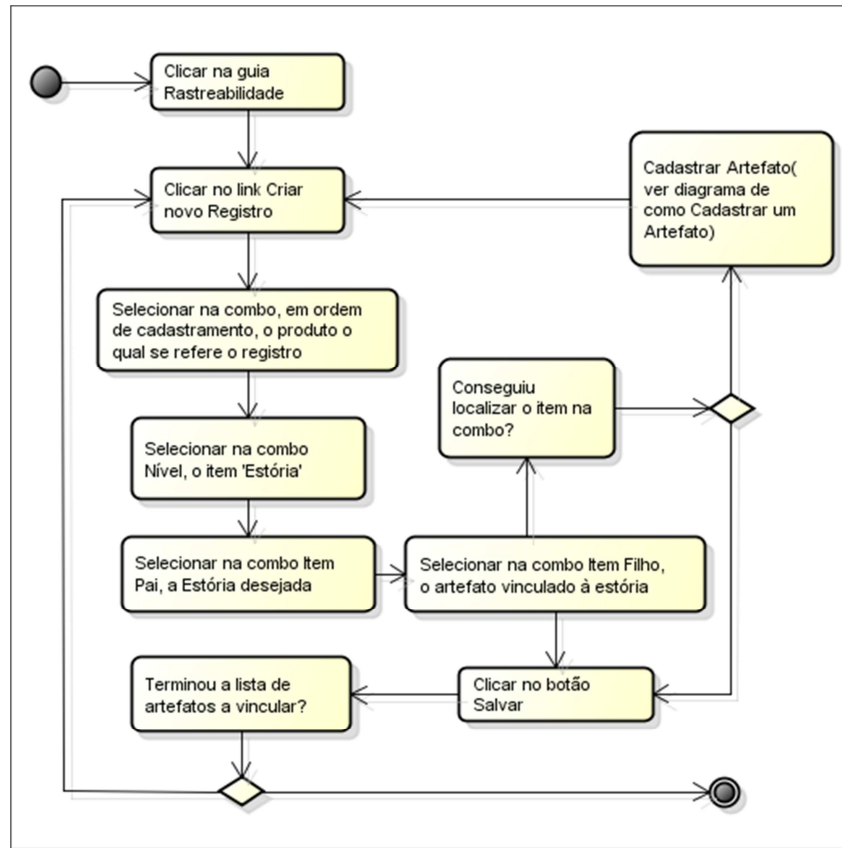 Clicar na guia
Rastreabilidade
Clicar no link Criar
novo Registro
Cadastrar Artefato(
ver diagrama de
como Cadastrar um
Artefato)
Selecionar na combo, em ordem
de cadastramento, o produto o
qual se refere o registro
Conseguiu
localizar o item na
combo?
Selecionar na combo
Nível, o item 'Estória'
Selecionar na combo Item
Pai, a Estória desejada
Selecionar na combo Item Filho,
o artefato vinculado à estória
Terminou a lista de
artefatos a vincular?
Clicar no botão
Salvar